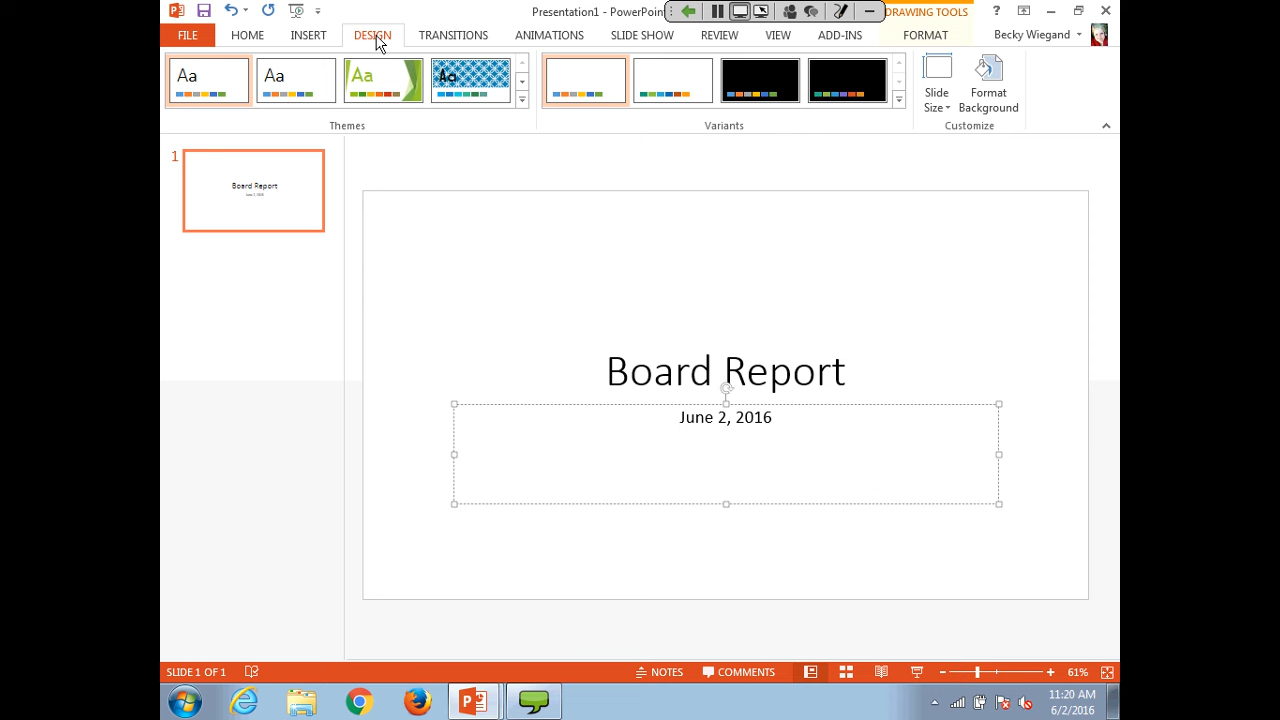 Presentation1 - PowerPoint
DRAWING TOOLS
?
FILE
HOME
INSERT
DESIGN
TRANSITIONS
ANIMATIONS
SLIDE SHOW
REVIEW
VIEW
ADD-INS
FORMAT
Becky Wiegand
Aa
Aa
Aa
Aa
Slide Size
Format Background
Themes
Variants
Customize
1
Board Report
June 2, 2016
Board Report
June 2, 2016
SLIDE 1 OF 1
NOTES
COMMENTS
61%
11:20 AM
6/2/2016